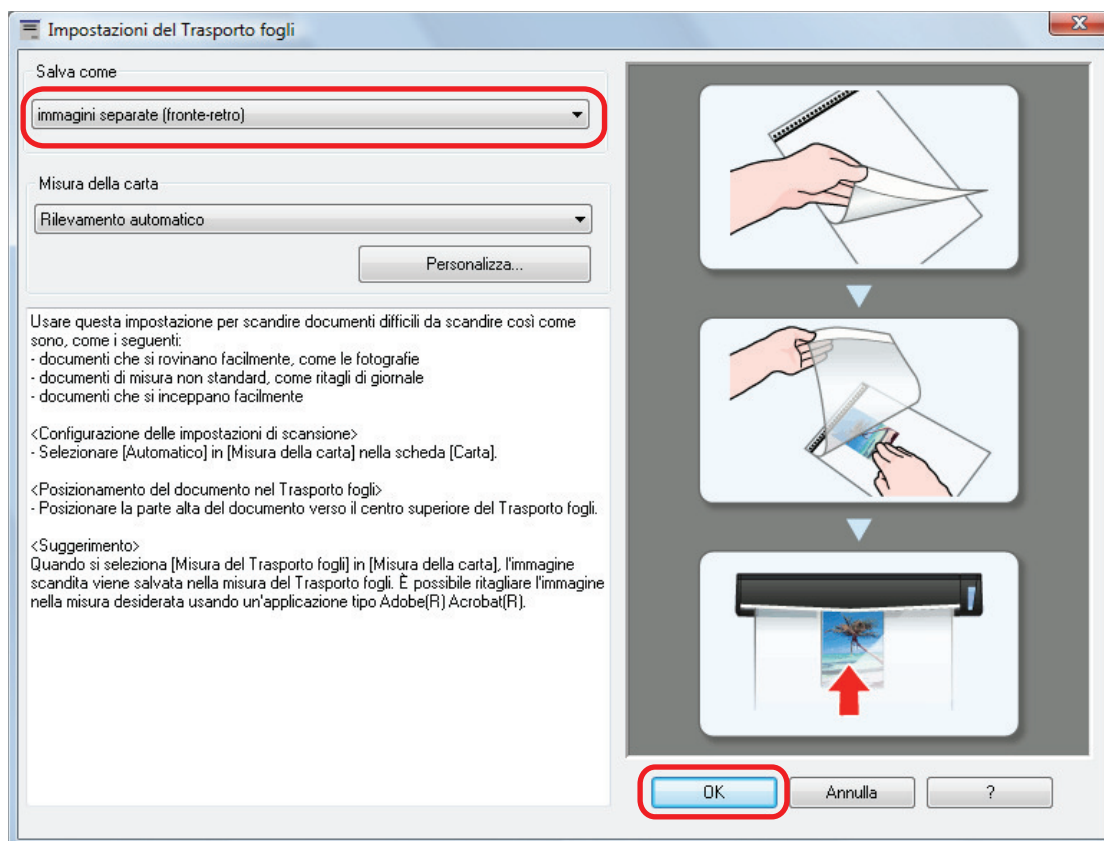 Impostazioni del Trasporto fogli
Salva come
immagini separate (fronte-retro)
Misura della carta
Rilevamento automatico
Personalizza...
Usare questa impostazione per scandire documenti difficili da scandire così come
sono, come i seguenti:
- documenti che si rovinano facilmente, come le fotografie
- documenti di misura non standard, come ritagli di giornale
- documenti che si inceppano facilmente
<Configurazione delle impostazioni di scansione>
- Selezionare [Automatico] in [Misura della carta] nella scheda [Carta].
<Posizionamento del documento nel Trasporto fogli>
- Posizionare la parte alta del documento verso il centro superiore del Trasporto fogli.
<Suggerimento>
Quando si seleziona [Misura del Trasporto fogli] in [Misura della carta], l'immagine
scandita viene salvata nella misura del Trasporto fogli. È possibile ritagliare l'immagine
nella misura desiderata usando un'applicazione tipo Adobe(R) Acrobat(R).
OK
Annulla
?